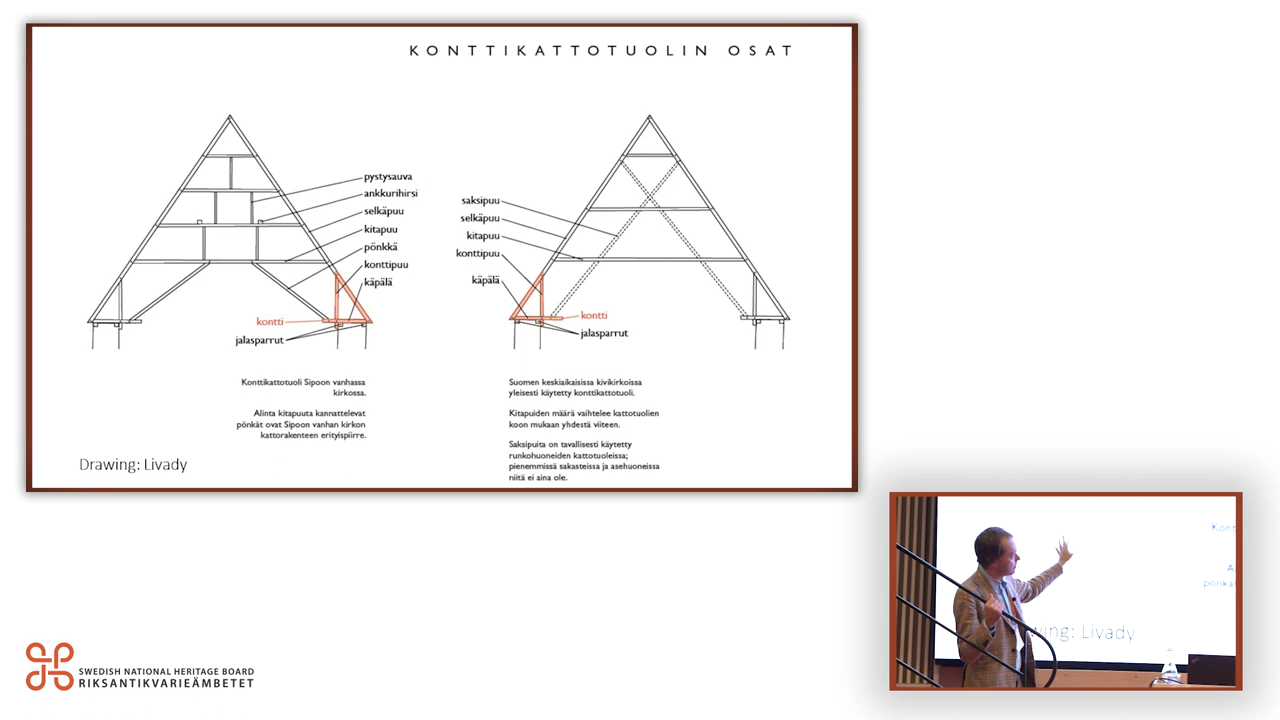 KONTTIKATTOTUOLIN OSAT
pystysauva
ankkurihirsi
selkäpuu
kitapuu
pönkkä
konttipuu
käpälä
kontti
jalasparrut
saksipuu
selkäpuu
kitapuu
konttipuu
käpälä
kontti
jalasparrut
Konttikattotuoli Sipoon vanhassa
kirkossa.
Alinta kitapuuta kannattelevat
pönkät ovat Sipoon vanhan kirkon
kattorakenteen erityispiirre.
Suomen keskiaikaisissa kivikirkoissa
yleisesti käytetty konttikattotuoli.
Kitapuiden määrä vaihtelee kattotuolien
koon mukaan yhdestä viiteen.
Saksipuita on tavallisesti käytetty
runkohuoneiden kattotuoleissa;
pienemmissä sakasteissa ja asehuoneissa
niitä ei aina ole.
Drawing: Livady
Livady
SWEDISH NATIONAL HERITAGE BOARD
RIKSANTIKVARIEÄMBETET